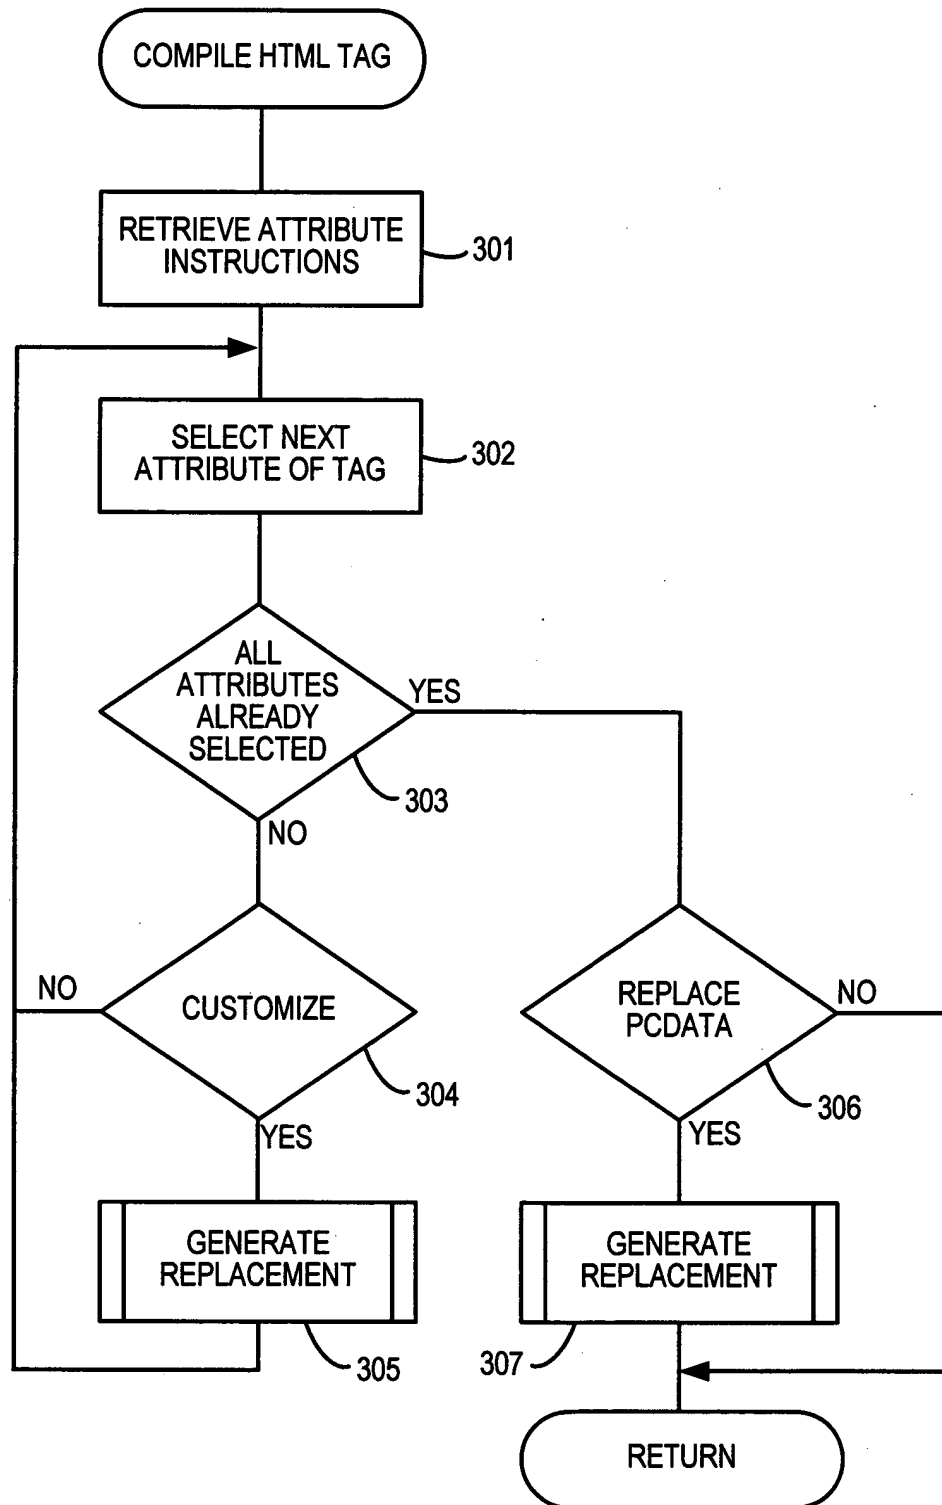 COMPILE HTML TAG
RETRIEVE ATTRIBUTE
INSTRUCTIONS
301
SELECT NEXT
ATTRIBUTE OF TAG
302
ALL
ATTRIBUTES
ALREADY
SELECTED
YES
303
NO
CUSTOMIZE
NO
304
YES
GENERATE
REPLACEMENT
305
REPLACE
PCDATA
NO
306
YES
GENERATE
REPLACEMENT
307
RETURN